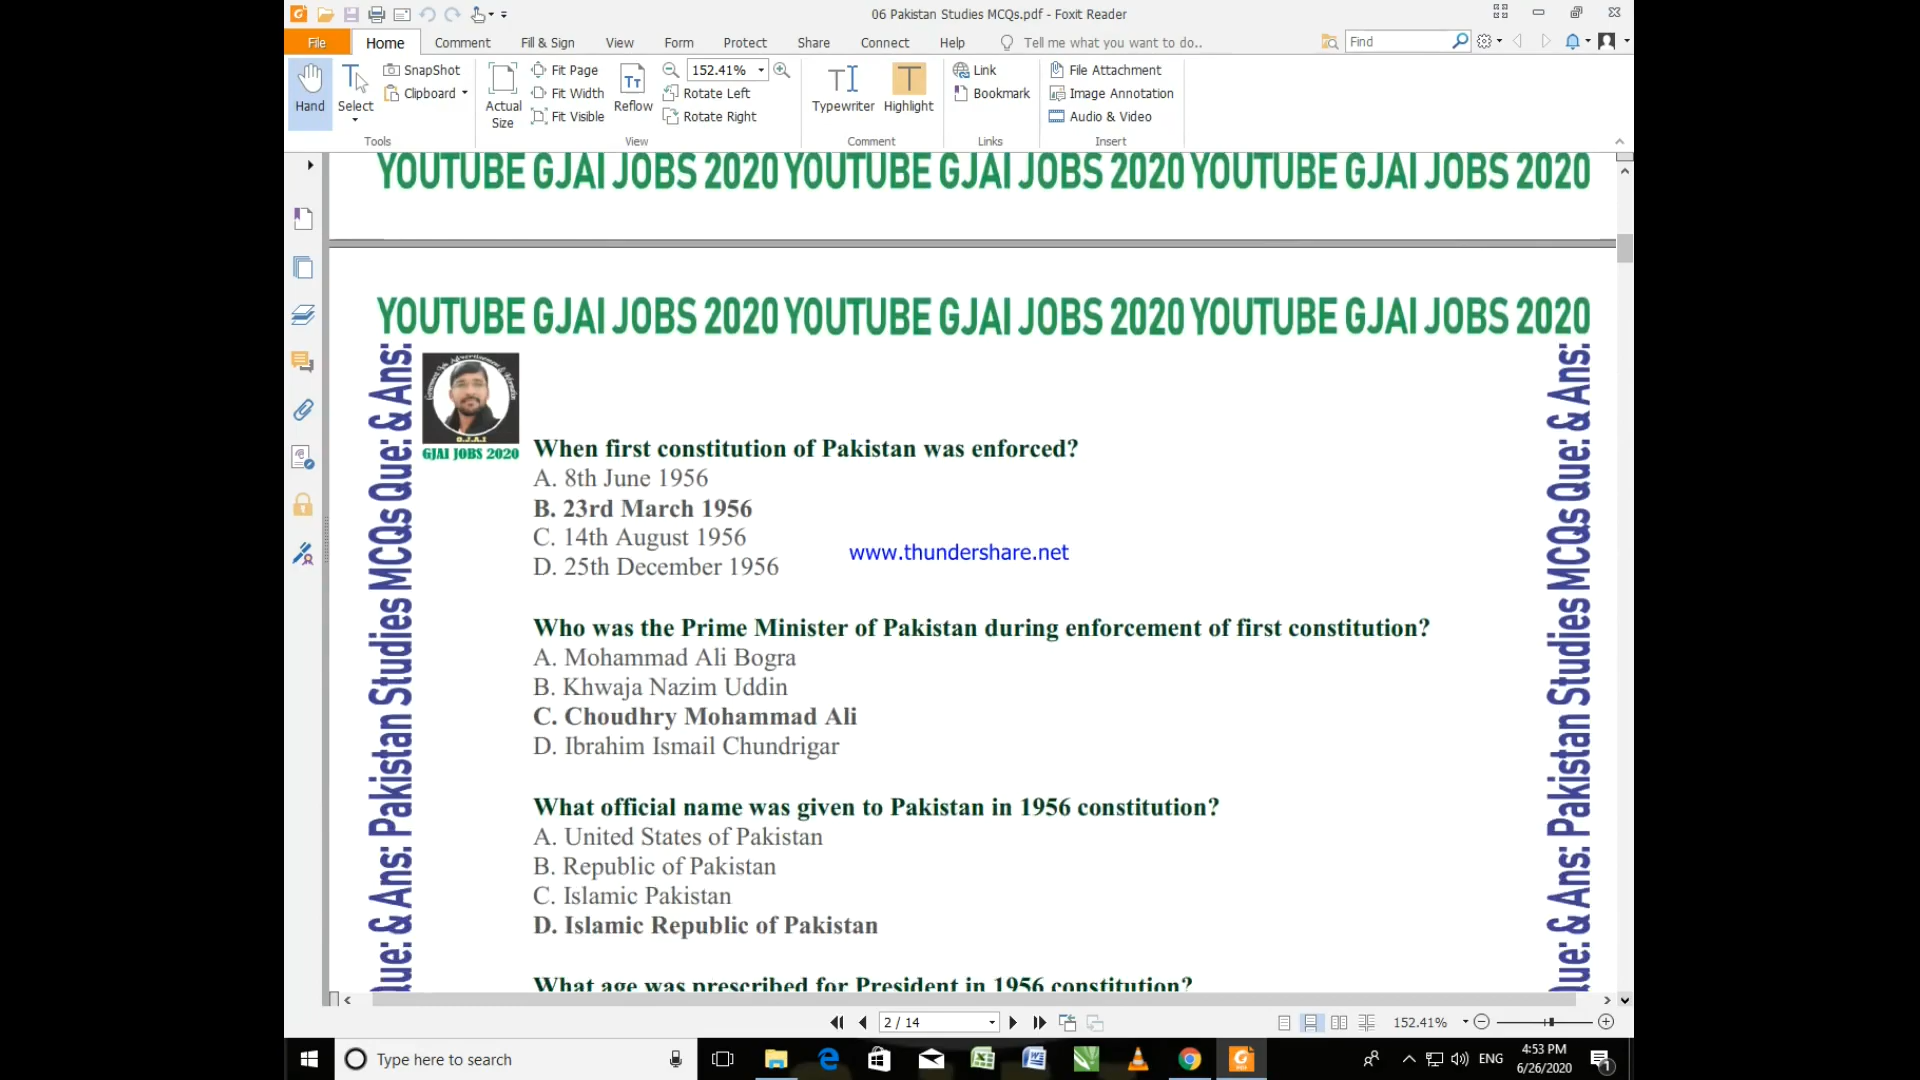 06 Pakistan Studies MCQs.pdf - Foxit Reader
File Home Comment Fill & Sign View Form Protect Share Connect Help Tell me what you want to do.. Find
Hand
Select
SnapShot
Clipboard
Tools
Actual Size
Fit Page
Fit Width
Fit Visible
Reflow
152.41%
Rotate Left
Rotate Right
View
Typewriter
Highlight
Comment
Link
Bookmark
Links
File Attachment
Image Annotation
Audio & Video
Insert
YOUTUBE GJAI JOBS 2020 YOUTUBE GJAI JOBS 2020 YOUTUBE GJAI JOBS 2020
YOUTUBE GJAI JOBS 2020 YOUTUBE GJAI JOBS 2020 YOUTUBE GJAI JOBS 2020
Que: & Ans: Pakistan Studies MCQs Que: & Ans:
G.J.A.I
GJAI JOBS 2020
When first constitution of Pakistan was enforced?
A. 8th June 1956
B. 23rd March 1956
C. 14th August 1956
D. 25th December 1956
www.thundershare.net
Who was the Prime Minister of Pakistan during enforcement of first constitution?
A. Mohammad Ali Bogra
B. Khwaja Nazim Uddin
C. Choudhry Mohammad Ali
D. Ibrahim Ismail Chundrigar
What official name was given to Pakistan in 1956 constitution?
A. United States of Pakistan
B. Republic of Pakistan
C. Islamic Pakistan
D. Islamic Republic of Pakistan
What age was prescribed for President in 1956 constitution?
Que: & Ans: Pakistan Studies MCQs Que: & Ans:
2 / 14
152.41%
Type here to search
ENG
4:53 PM
6/26/2020
1